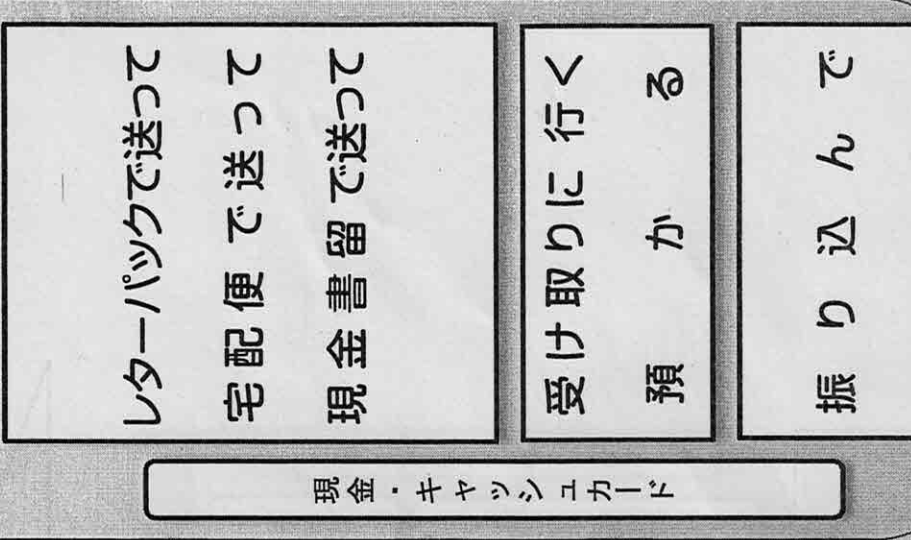 現金・キャッシュカード
レターパックで送って
宅配便で送って
現金書留で送って
受け取りに行く
預かる
振り込んで